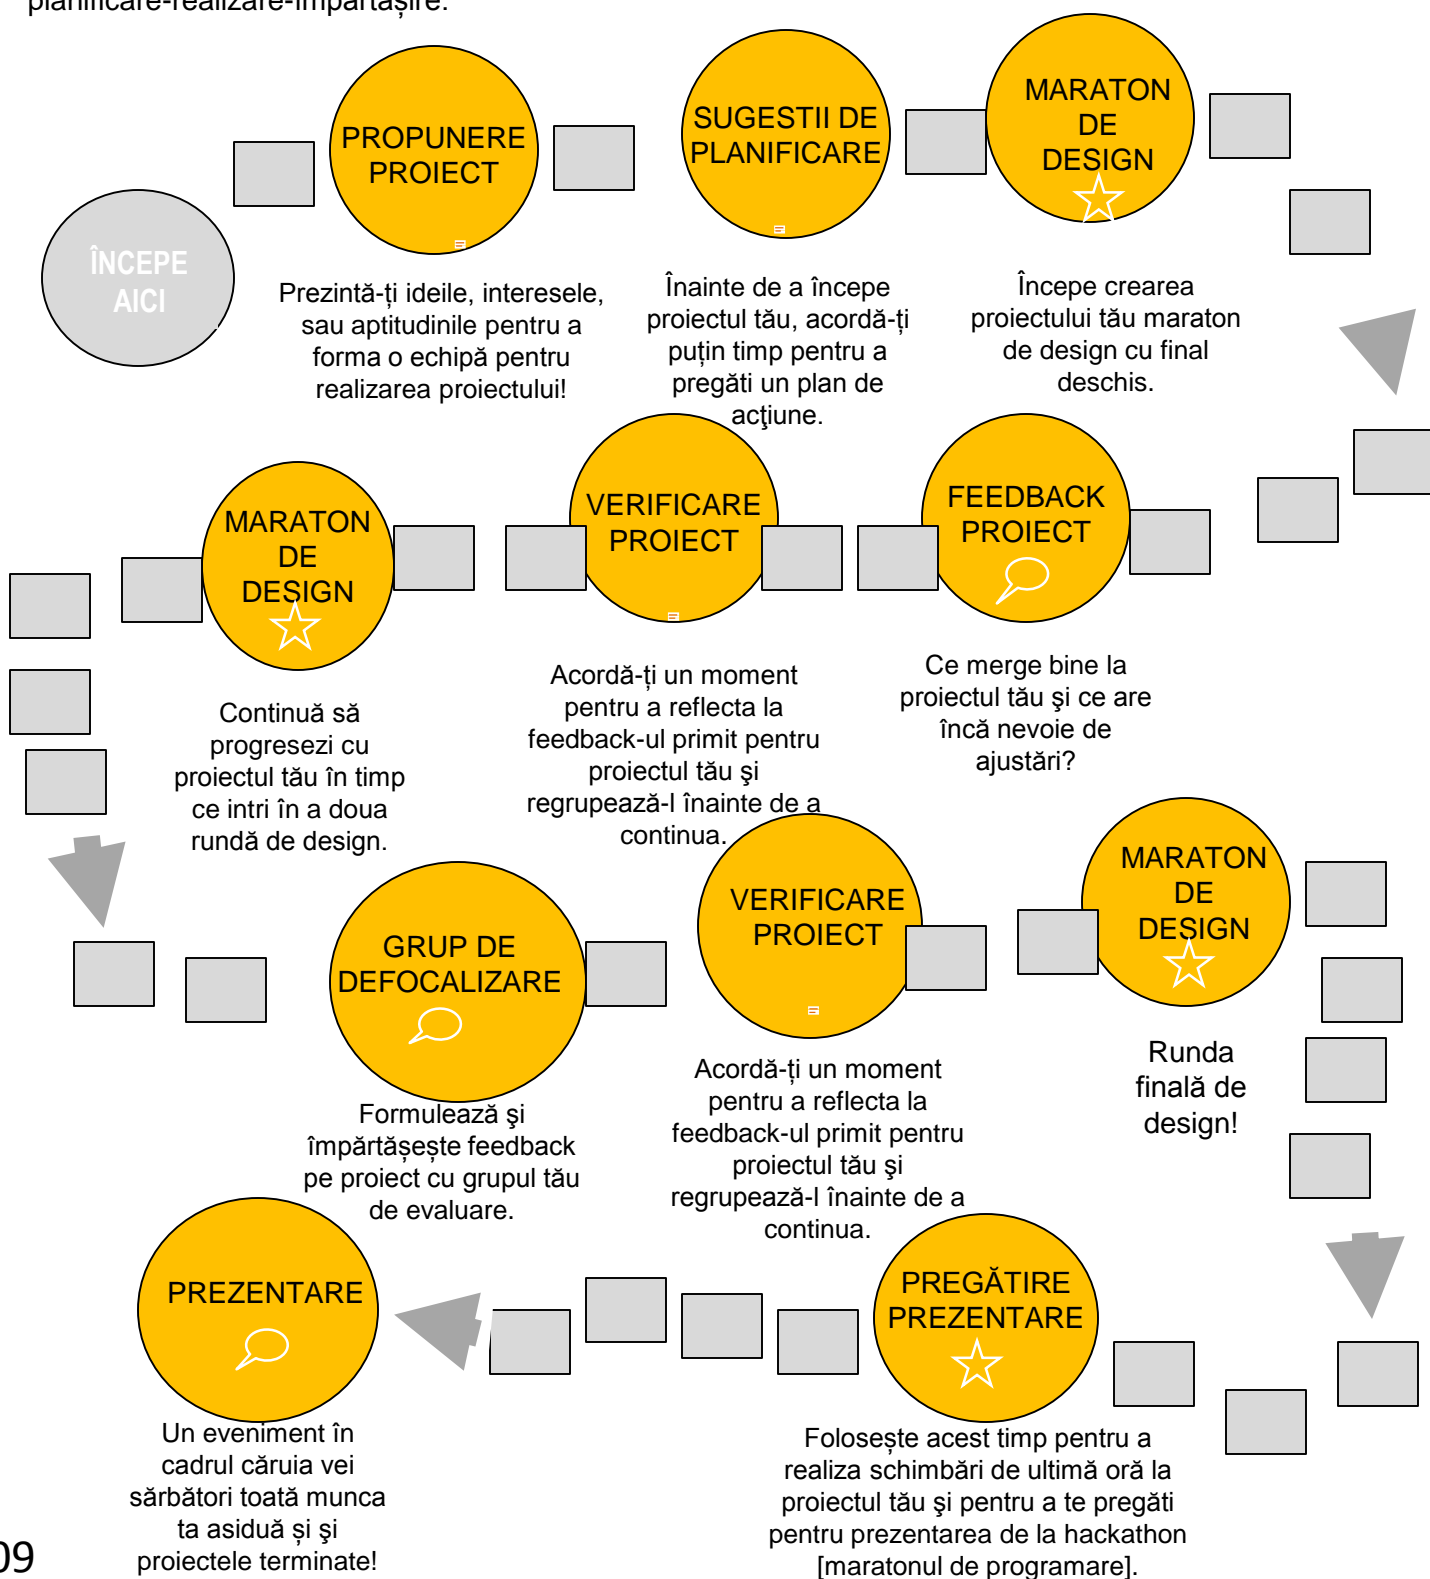 planificare-realizare-împărtășire.
ÎNCEPE
AICI
PROPUNERE
PROIECT
Prezintă-ți ideile, interesele,
sau aptitudinile pentru a
forma o echipă pentru
realizarea proiectului!
SUGESTII DE
PLANIFICARE
Înainte de a începe
proiectul tău, acordă-ți
puțin timp pentru a
pregăti un plan de
acţiune.
MARATON
DE
DESIGN
Începe crearea
proiectului tău maraton
de design cu final
deschis.
FEEDBACK
PROIECT
Ce merge bine la
proiectul tău şi ce are
încă nevoie de
ajustări?
VERIFICARE
PROIECT
Acordă-ți un moment
pentru a reflecta la
feedback-ul primit pentru
proiectul tău şi
regrupează-l înainte de a
continua.
MARATON
DE
DESIGN
Continuă să
progresezi cu
proiectul tău în timp
ce intri în a doua
rundă de design.
GRUP DE
DEFOCALIZARE
Formulează şi
împărtășește feedback
pe proiect cu grupul tău
de evaluare.
VERIFICARE
PROIECT
Acordă-ți un moment
pentru a reflecta la
feedback-ul primit pentru
proiectul tău şi
regrupează-l înainte de a
continua.
MARATON
DE
DESIGN
Runda
finală de
design!
PREGĂTIRE
PREZENTARE
Folosește acest timp pentru a
realiza schimbări de ultimă oră la
proiectul tău şi pentru a te pregăti
pentru prezentarea de la hackathon
[maratonul de programare].
PREZENTARE
Un eveniment în
cadrul căruia vei
sărbători toată munca
ta asiduă și şi
proiectele terminate!
09